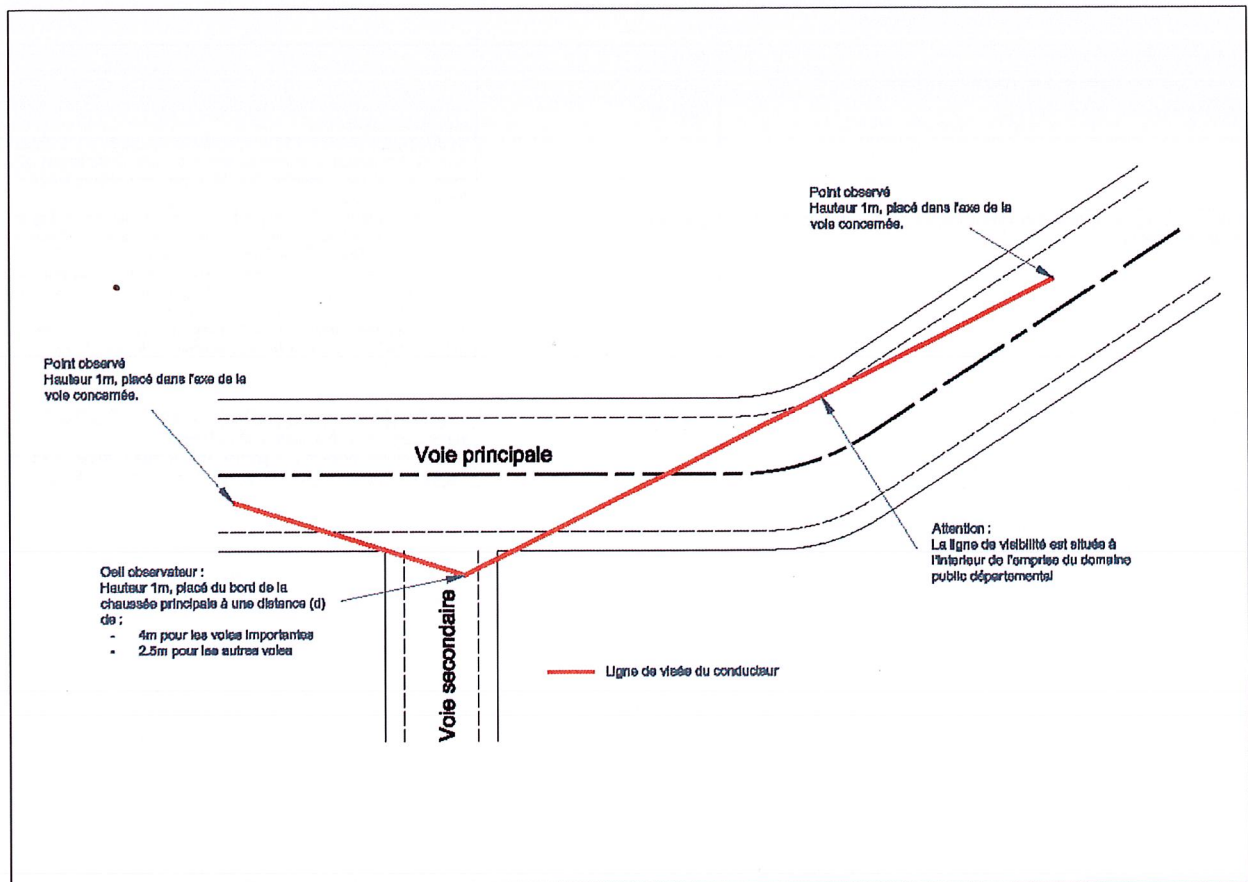 Point observé
Hauteur 1m, placé dans l'axe de la
voie concernée.
Point observé
Hauteur 1m, placé dans l'axe de la
voie concernée.
Voie principale
Attention :
La ligne de visibilité est située à
l'interieur de l'emprise du domaine
public départemental
Oeil observateur :
Hauteur 1m, placé du bord de la
chaussée principale à une distance (d)
de :
- 4m pour les voies importantes
- 2.5m pour les autres voies
Voie secondaire
Ligne de visée du conducteur